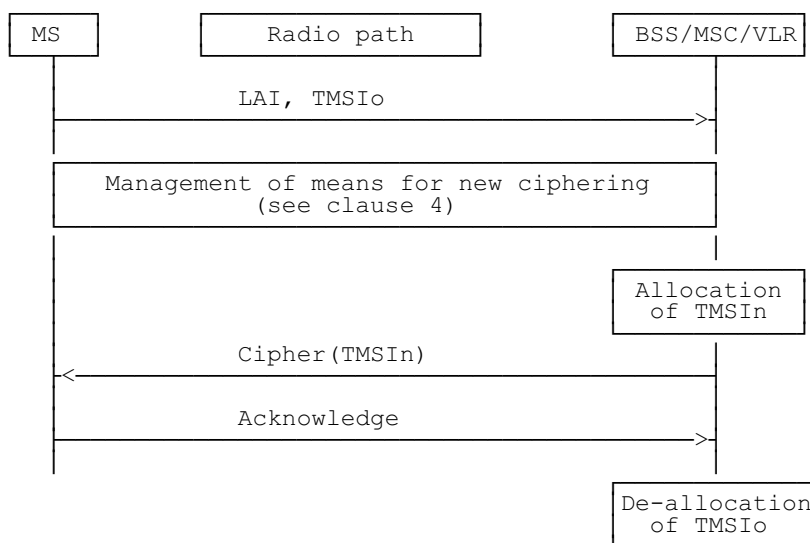 MS
Radio path
BSS/MSC/VLR
LAI, TMSIo
Management of means for new ciphering
(see clause 4)
Allocation
of TMSIn
Cipher(TMSIn)
Acknowledge
De-allocation
of TMSIo